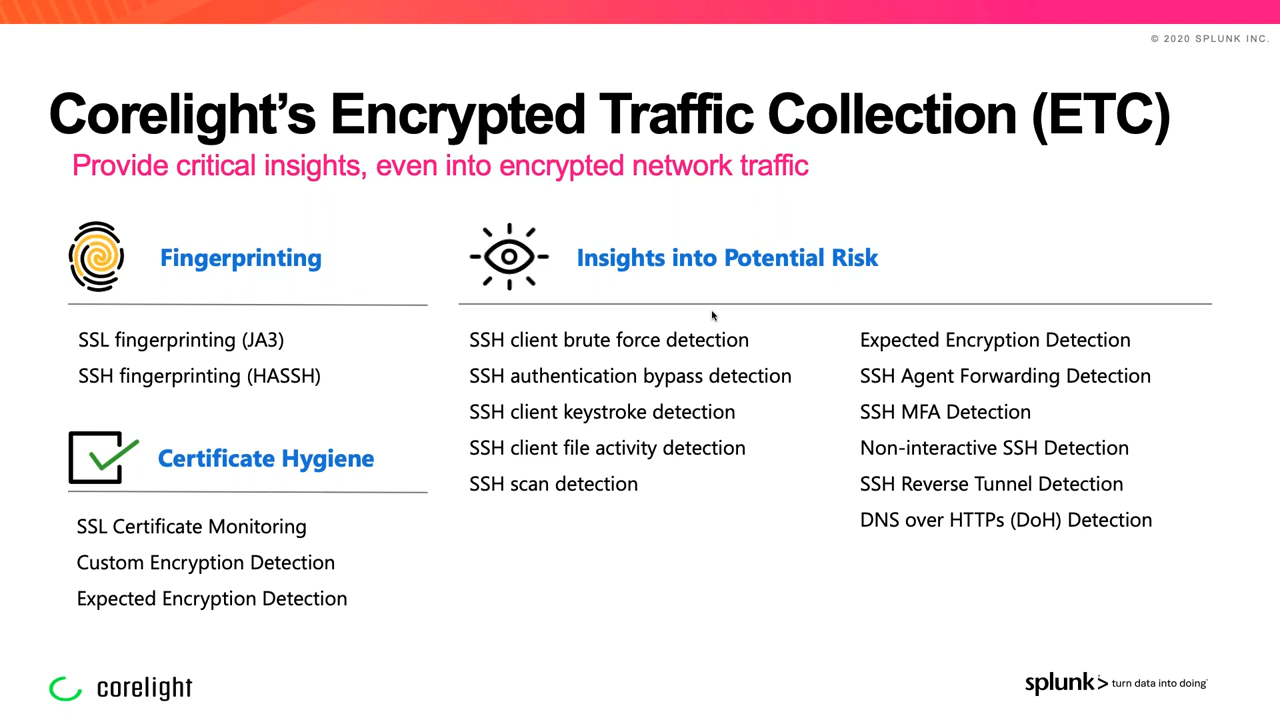 © 2020 SPLUNK INC.
Corelight’s Encrypted Traffic Collection (ETC)
Provide critical insights, even into encrypted network traffic
Fingerprinting
SSL fingerprinting (JA3)
SSH fingerprinting (HASSH)
Certificate Hygiene
SSL Certificate Monitoring
Custom Encryption Detection
Expected Encryption Detection
Insights into Potential Risk
SSH client brute force detection
SSH authentication bypass detection
SSH client keystroke detection
SSH client file activity detection
SSH scan detection
Expected Encryption Detection
SSH Agent Forwarding Detection
SSH MFA Detection
Non-interactive SSH Detection
SSH Reverse Tunnel Detection
DNS over HTTPs (DoH) Detection
corelight
splunk> turn data into doing